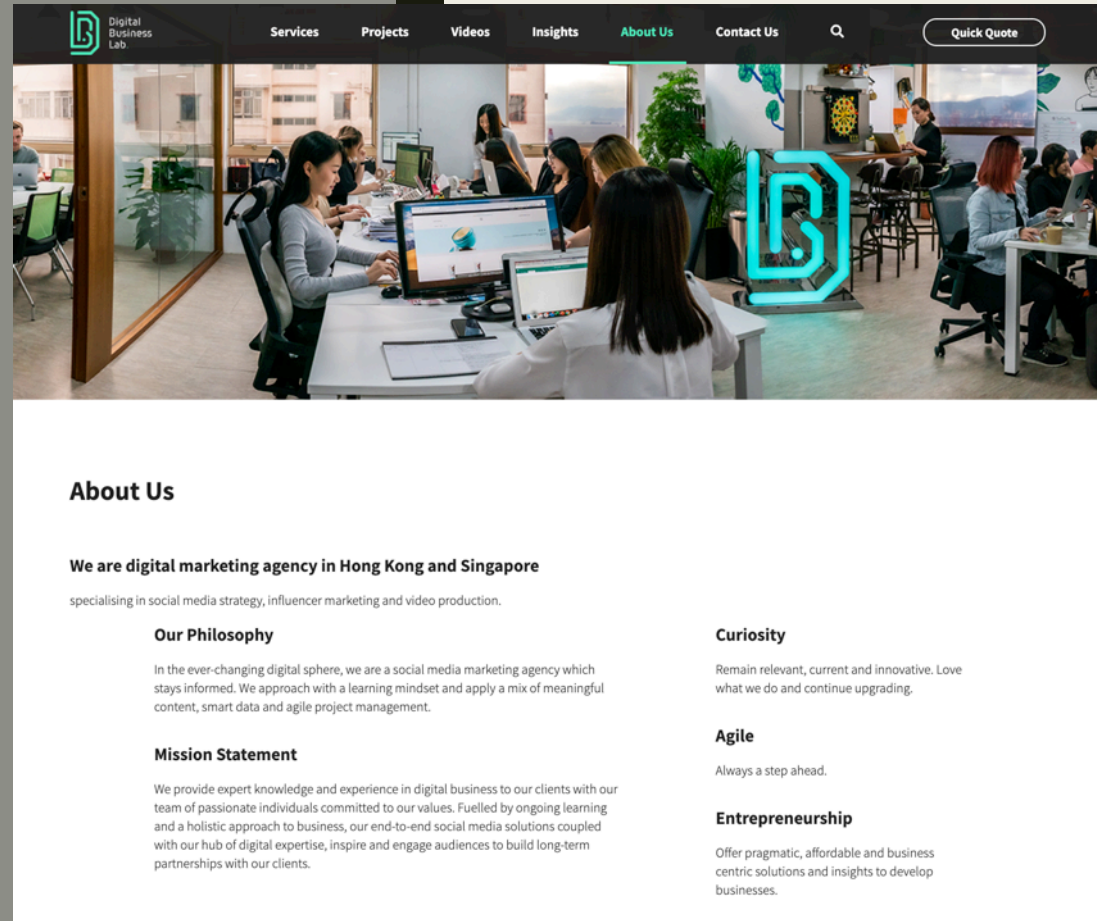 Digital
Business
Lab.
Services
Projects
Videos
Insights
About Us
Contact Us
Quick Quote
About Us
We are digital marketing agency in Hong Kong and Singapore
specialising in social media strategy, influencer marketing and video production.
Our Philosophy
In the ever-changing digital sphere, we are a social media marketing agency which
stays informed. We approach with a learning mindset and apply a mix of meaningful
content, smart data and agile project management.
Mission Statement
We provide expert knowledge and experience in digital business to our clients with our
team of passionate individuals committed to our values. Fuelled by ongoing learning
and a holistic approach to business, our end-to-end social media solutions coupled
with our hub of digital expertise, inspire and engage audiences to build long-term
partnerships with our clients.
Curiosity
Remain relevant, current and innovative. Love
what we do and continue upgrading.
Agile
Always a step ahead.
Entrepreneurship
Offer pragmatic, affordable and business
centric solutions and insights to develop
businesses.